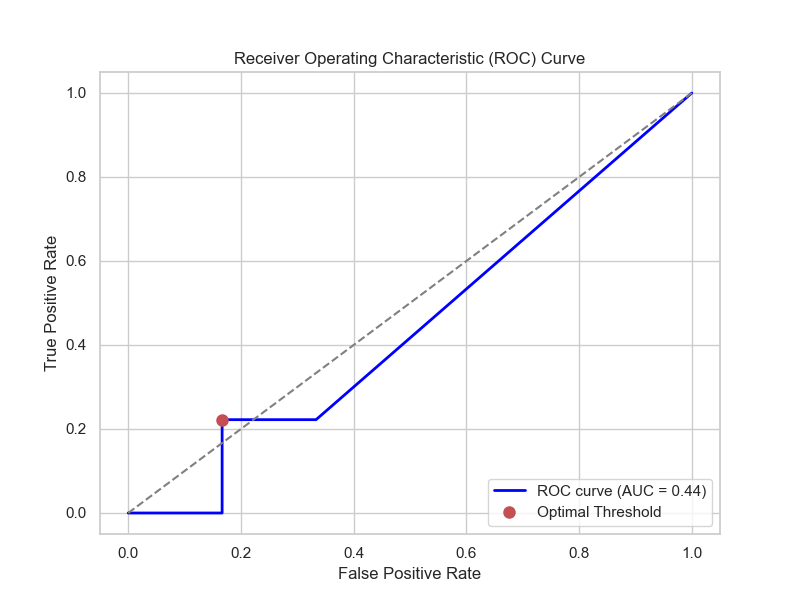 Receiver Operating Characteristic (ROC) Curve
1.0
0.8
0.6
0.4
0.2
0.0
True Positive Rate
0.0 0.2 0.4 0.6 0.8 1.0
False Positive Rate
ROC curve (AUC = 0.44)
Optimal Threshold